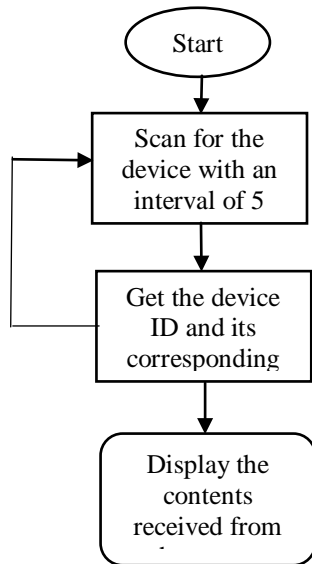 Start
Scan for the
device with an
interval of 5
Get the device
ID and its
corresponding
Display the
contents
received from